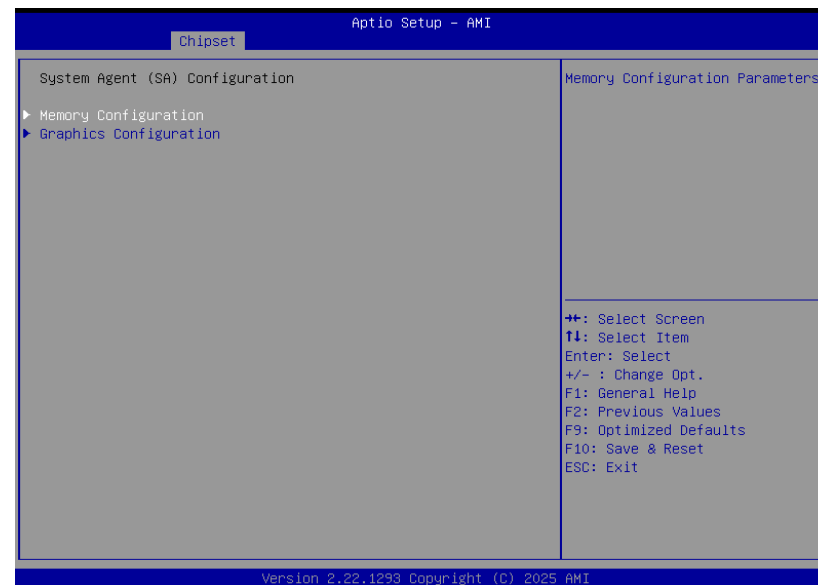 Aptio Setup – AMI
Chipset
System Agent (SA) Configuration
▶ Memory Configuration
▶ Graphics Configuration
Memory Configuration Parameters
→←: Select Screen
↑↓: Select Item
Enter: Select
+/- : Change Opt.
F1: General Help
F2: Previous Values
F9: Optimized Defaults
F10: Save & Reset
ESC: Exit
Version 2.22.1293 Copyright (C) 2025 AMI